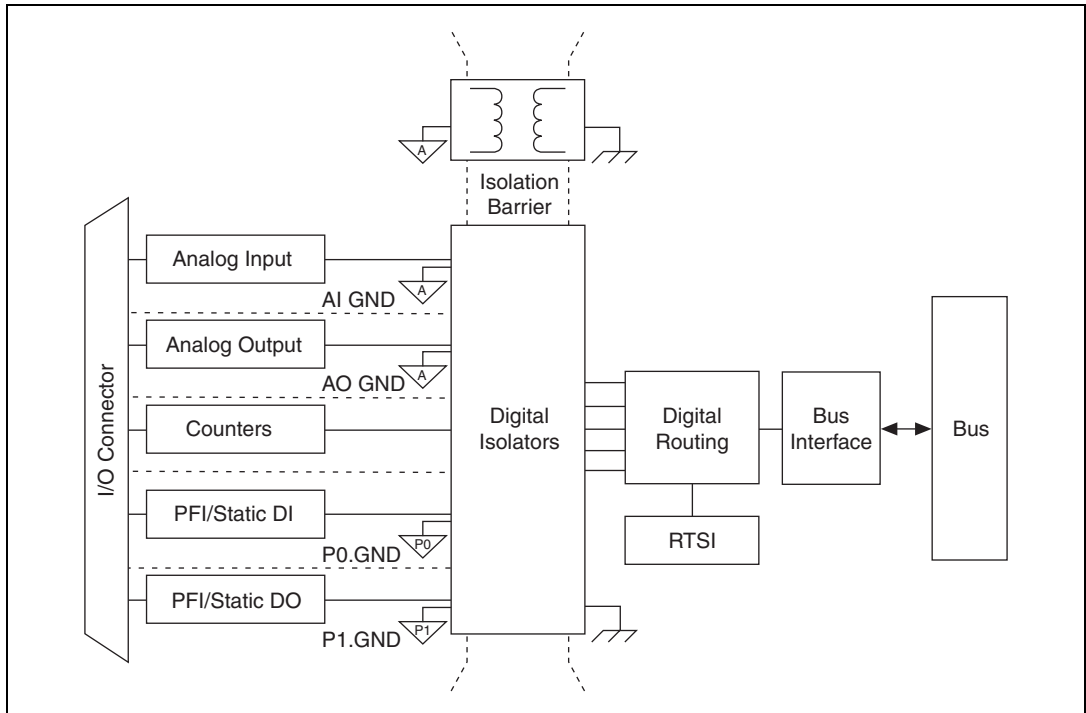 A
Isolation
Barrier
I/O Connector
Analog Input
A
AI GND
Analog Output
A
AO GND
Counters
PFI/Static DI
P0
P0.GND
PFI/Static DO
P1
P1.GND
Digital
Isolators
Digital
Routing
RTSI
Bus
Interface
Bus